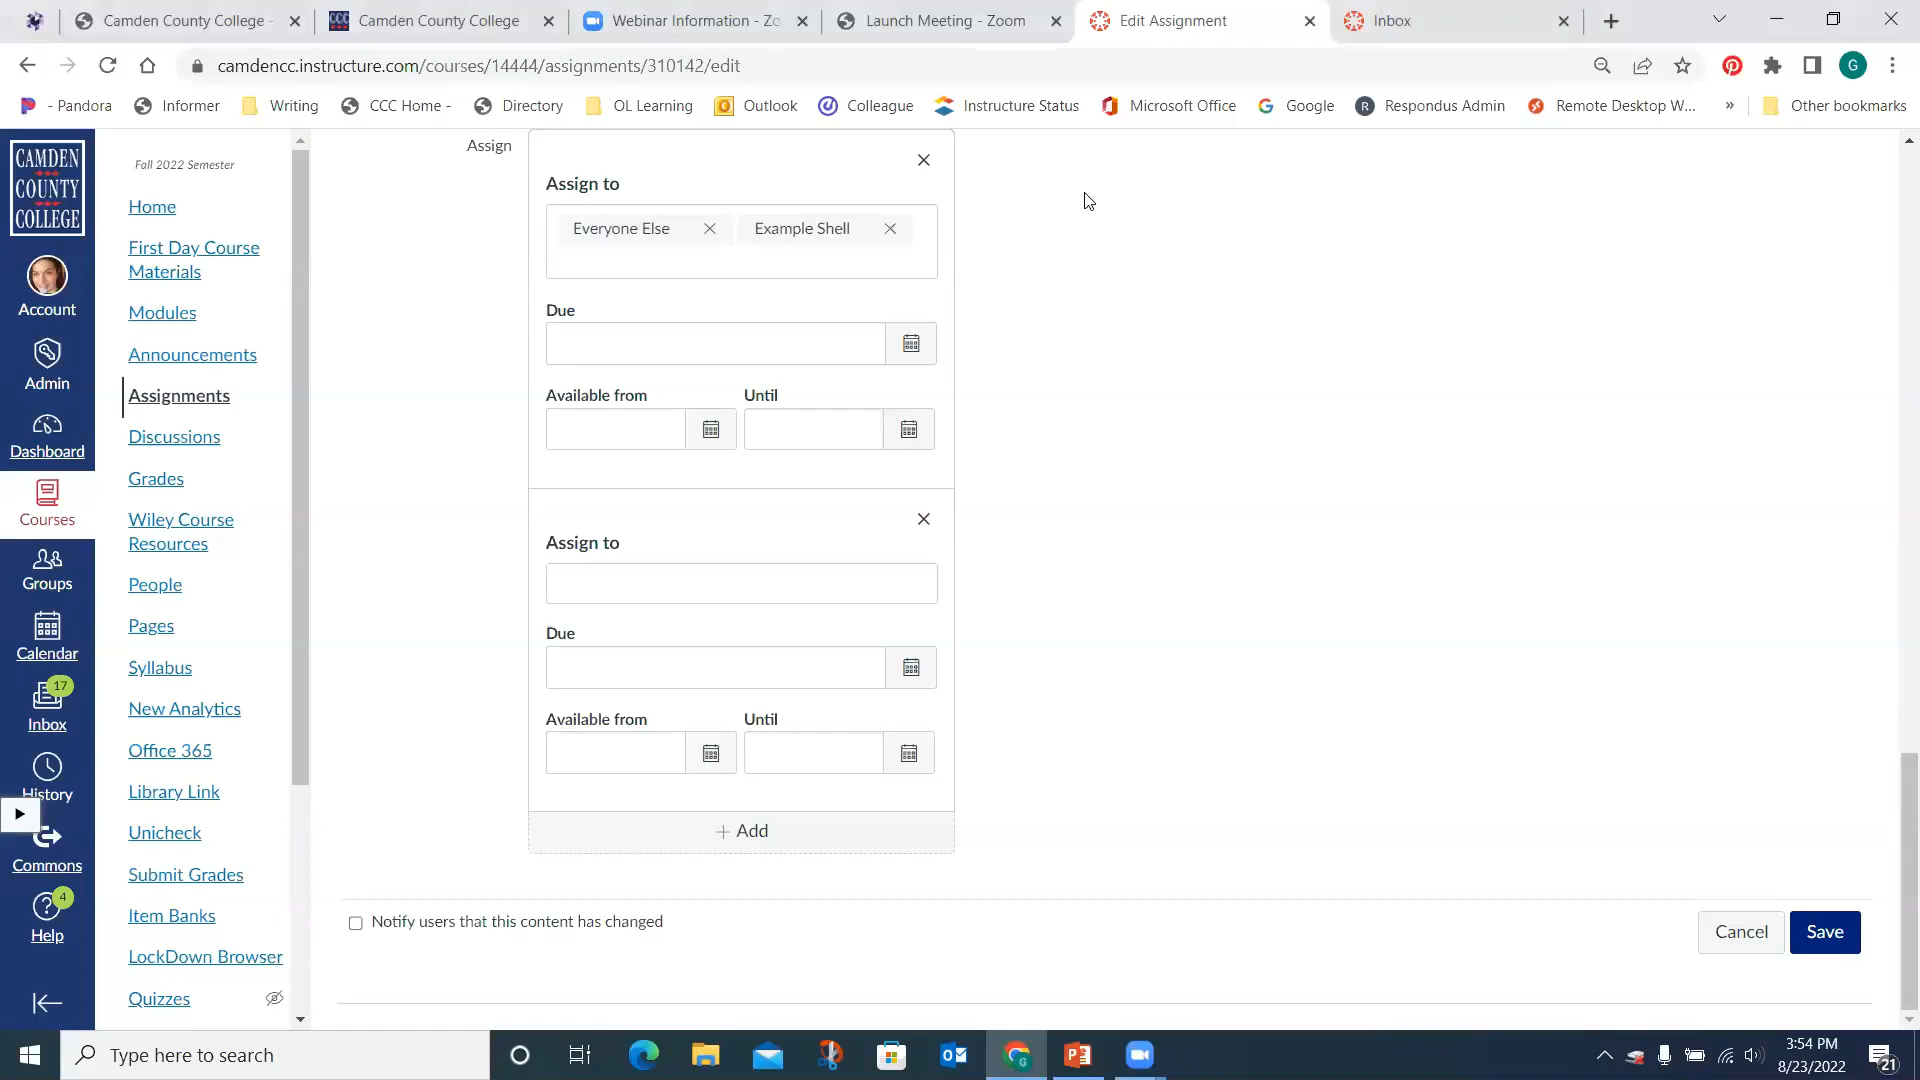 Camden County College -
Camden County College
Webinar Information - Zo
Launch Meeting - Zoom
Edit Assignment
Inbox
camdencc.instructure.com/courses/14444/assignments/310142/edit
G
- Pandora
Informer
Writing
CCC Home -
Directory
OL Learning
Outlook
Colleague
Instructure Status
Microsoft Office
Google
Respondus Admin
Remote Desktop W...
»
Other bookmarks
CAMDEN
COUNTY
COLLEGE
Account
Admin
Dashboard
Courses
Groups
Calendar
17
Inbox
History
Commons
4
Help
Fall 2022 Semester
Home
First Day Course
Materials
Modules
Announcements
Assignments
Discussions
Grades
Wiley Course
Resources
People
Pages
Syllabus
New Analytics
Office 365
Library Link
Unicheck
Submit Grades
Item Banks
LockDown Browser
Quizzes
Assign
Assign to
Everyone Else
Example Shell
Due
Available from
Until
Assign to
Due
Available from
Until
+ Add
Notify users that this content has changed
Cancel
Save
Type here to search
3:54 PM
8/23/2022
21